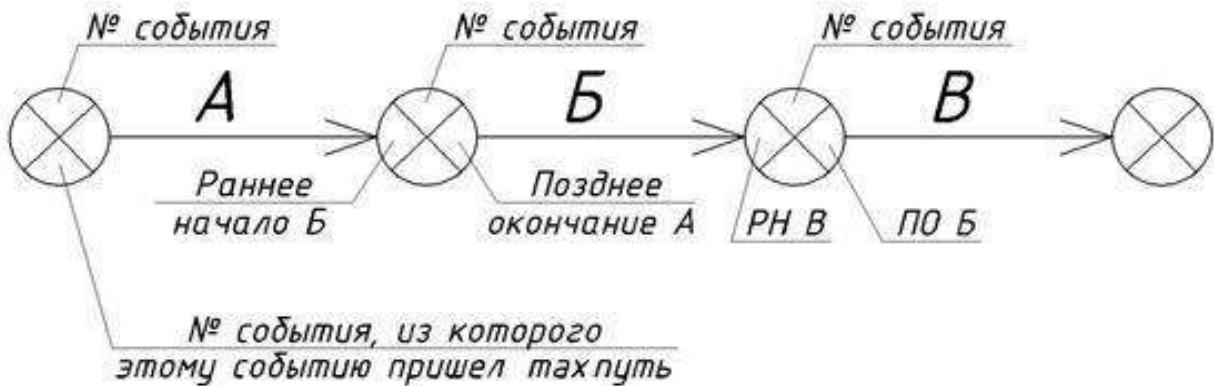 № события
№ события
№ события
А
Б
В
Раннее
начало Б
Позднее
окончание А
РН В
ПО Б
№ события, из которого
этому событию пришел max путь